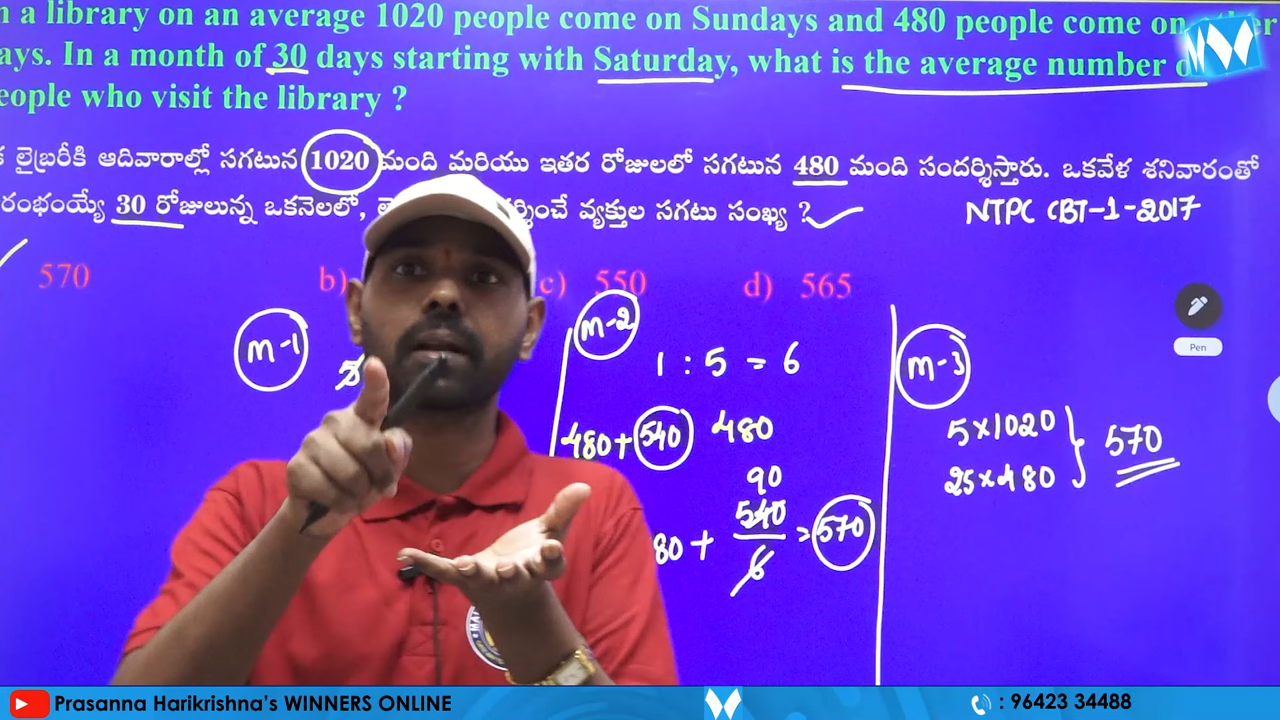 n a library on an average 1020 people come on Sundays and 480 people come on other
ays. In a month of 30 days starting with Saturday, what is the average number o
eople who visit the library ?
క లైబ్రరీకి ఆదివారాల్లో సగటున 1020 మంది మరియు ఇతర రోజులలో సగటున 480 మంది సందర్శిస్తారు. ఒకవేళ శనివారంతో
రంభంయ్యే 30 రోజులున్న ఒకనెలలో, ర్శించే వ్యక్తుల సగటు సంఖ్య ?
NTPC CBT-1-2017
570 b) c) 550 d) 565
M-1
5
M-2
1 : 5 = 6
480+540 480
90
80 + 540/6 = 570
M-3
5×1020
25×480 } 570
Pen
Prasanna Harikrishna's WINNERS ONLINE
: 96423 34488